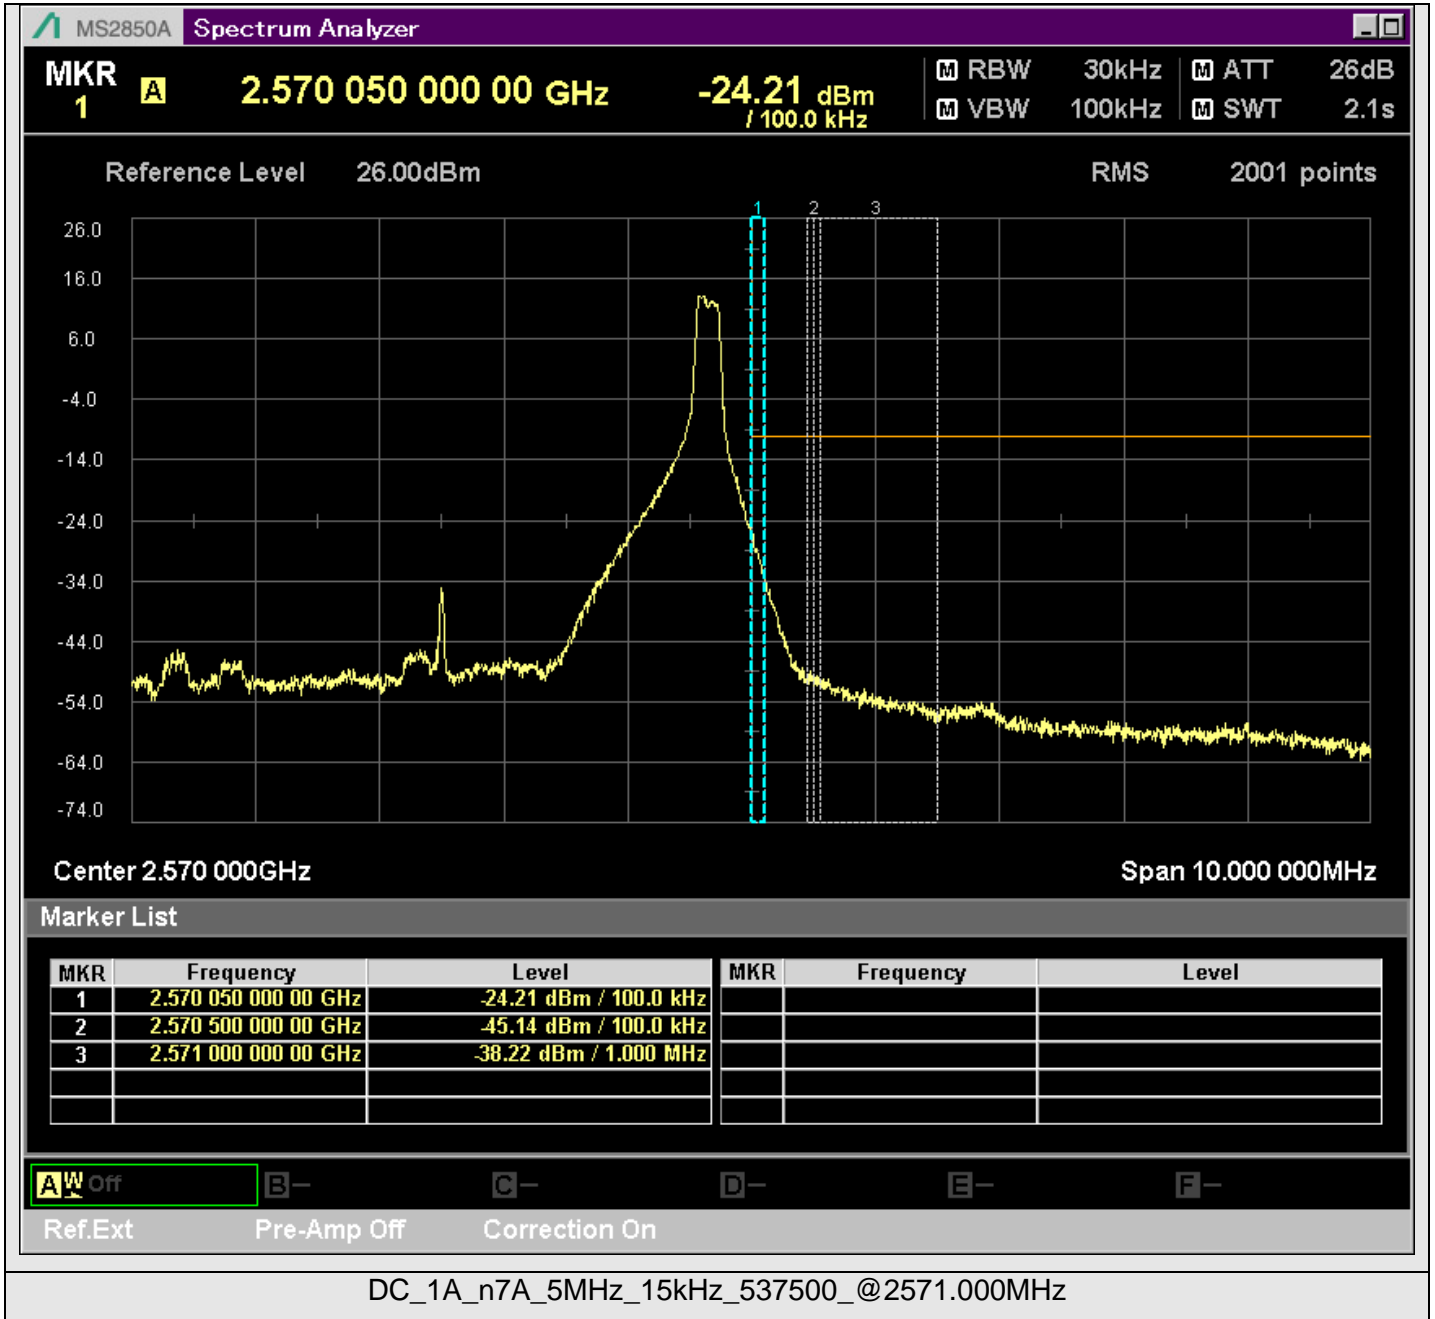 MS2850A Spectrum Analyzer
MKR 1 A 2.570 050 000 00 GHz -24.21 dBm / 100.0 kHz
M RBW 30kHz M ATT 26dB
M VBW 100kHz M SWT 2.1s
Reference Level 26.00dBm RMS 2001 points
1 2 3
26.0
16.0
6.0
-4.0
-14.0
-24.0
-34.0
-44.0
-54.0
-64.0
-74.0
Center 2.570 000GHz Span 10.000 000MHz
Marker List
MKR Frequency Level MKR Frequency Level
1 2.570 050 000 00 GHz -24.21 dBm / 100.0 kHz
2 2.570 500 000 00 GHz -45.14 dBm / 100.0 kHz
3 2.571 000 000 00 GHz -38.22 dBm / 1.000 MHz
A W Off B- C- D- E- F-
Ref.Ext Pre-Amp Off Correction On
DC_1A_n7A_5MHz_15kHz_537500_@2571.000MHz